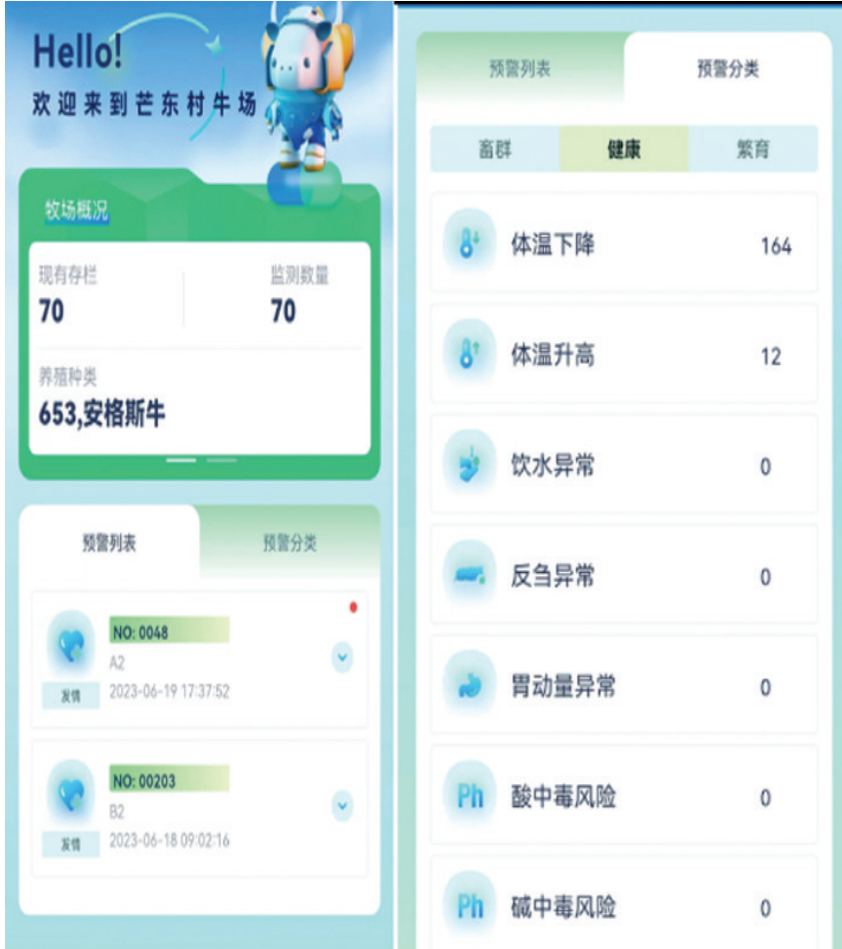 Hello!
欢迎来到芒东村牛场
牧场概况
现有存栏 监测数量
70 70
养殖种类
653,安格斯牛
预警列表 预警分类
NO: 0048
A2
发情 2023-06-19 17:37:52
NO: 00203
B2
发情 2023-06-18 09:02:16
预警列表 预警分类
畜群 健康 繁育
体温下降 164
体温升高 12
饮水异常 0
反刍异常 0
胃动量异常 0
Ph 酸中毒风险 0
Ph 碱中毒风险 0